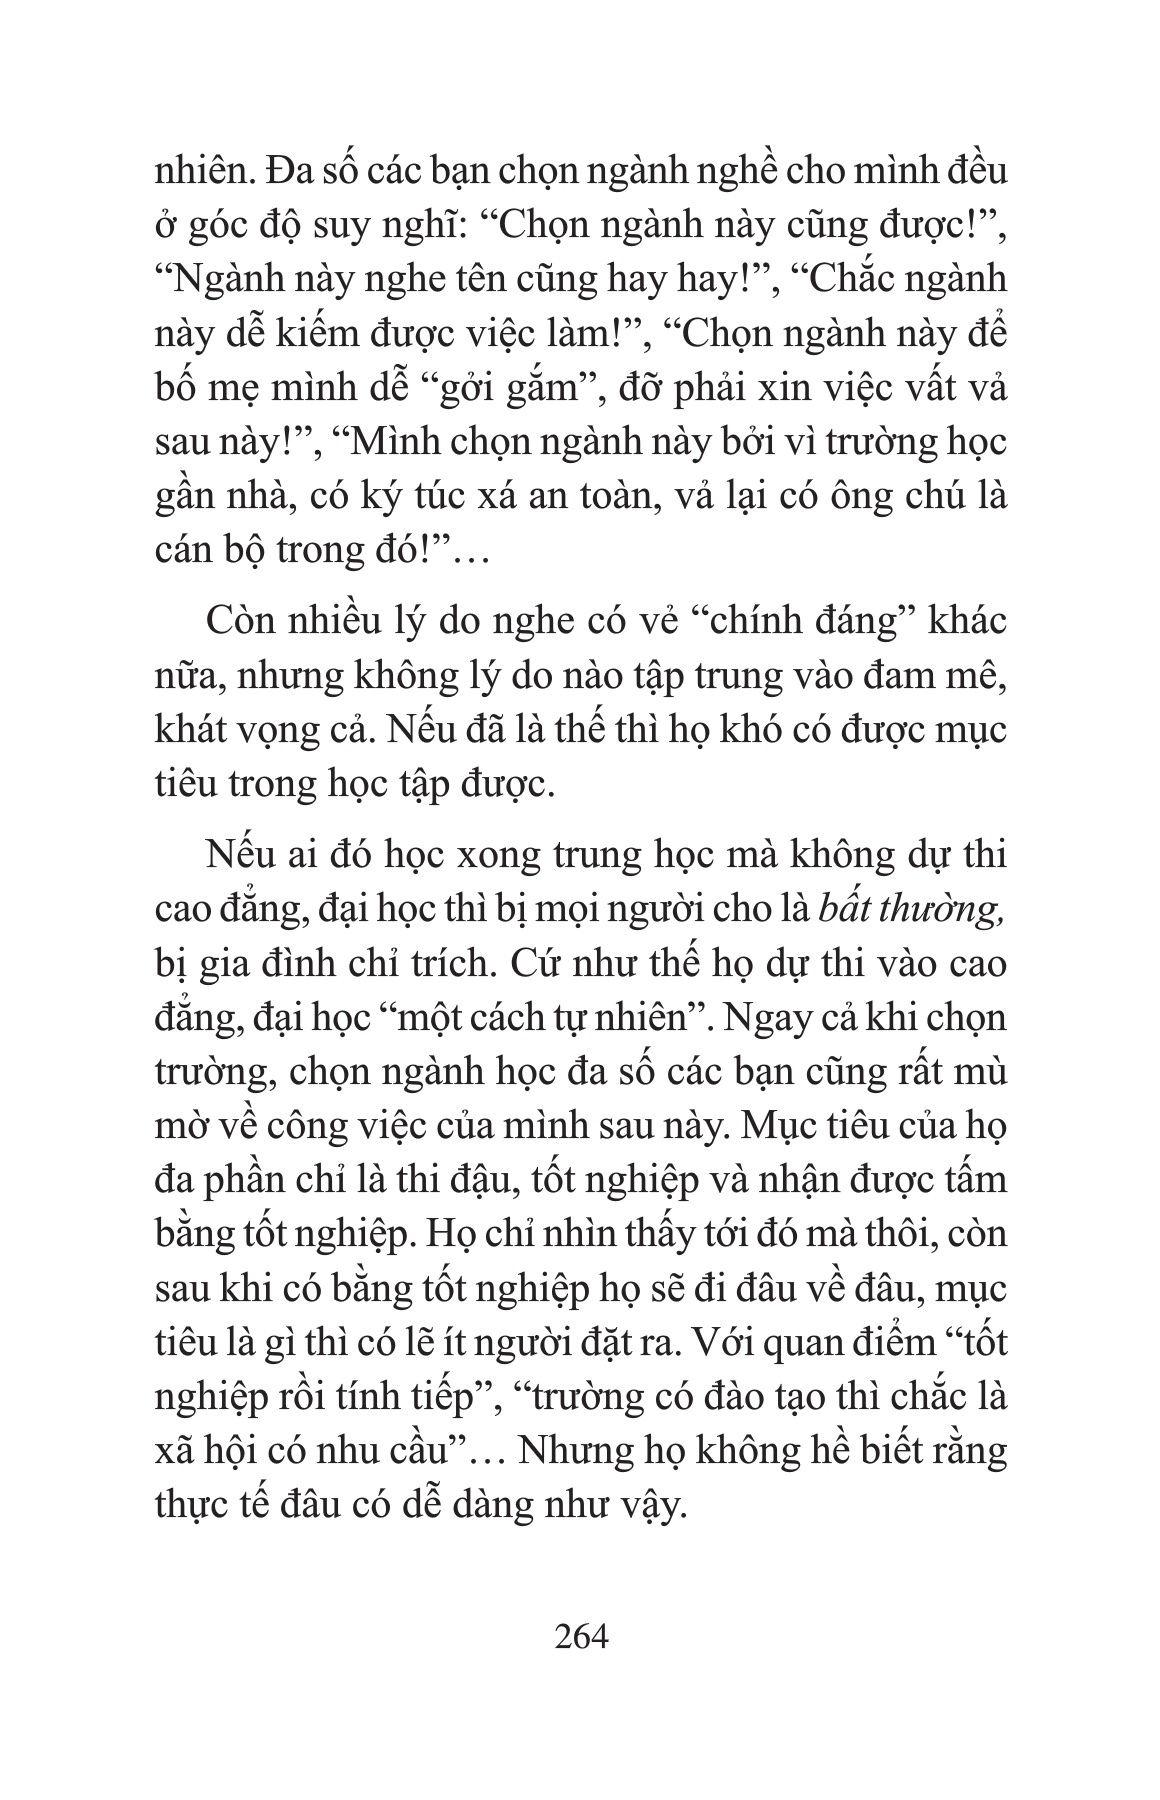 nhiên. Đa số các bạn chọn ngành nghề cho mình đều
ở góc độ suy nghĩ: “Chọn ngành này cũng được!”,
“Ngành này nghe tên cũng hay hay!”, “Chắc ngành
này dễ kiếm được việc làm!”, “Chọn ngành này để
bố mẹ mình dễ “gởi gắm”, đỡ phải xin việc vất vả
sau này!”, “Mình chọn ngành này bởi vì trường học
gần nhà, có ký túc xá an toàn, vả lại có ông chú là
cán bộ trong đó!”…
Còn nhiều lý do nghe có vẻ “chính đáng” khác
nữa, nhưng không lý do nào tập trung vào đam mê,
khát vọng cả. Nếu đã là thế thì họ khó có được mục
tiêu trong học tập được.
Nếu ai đó học xong trung học mà không dự thi
cao đẳng, đại học thì bị mọi người cho là bất thường,
bị gia đình chỉ trích. Cứ như thế họ dự thi vào cao
đẳng, đại học “một cách tự nhiên”. Ngay cả khi chọn
trường, chọn ngành học đa số các bạn cũng rất mù
mờ về công việc của mình sau này. Mục tiêu của họ
đa phần chỉ là thi đậu, tốt nghiệp và nhận được tấm
bằng tốt nghiệp. Họ chỉ nhìn thấy tới đó mà thôi, còn
sau khi có bằng tốt nghiệp họ sẽ đi đâu về đâu, mục
tiêu là gì thì có lẽ ít người đặt ra. Với quan điểm “tốt
nghiệp rồi tính tiếp”, “trường có đào tạo thì chắc là
xã hội có nhu cầu”… Nhưng họ không hề biết rằng
thực tế đâu có dễ dàng như vậy.
264